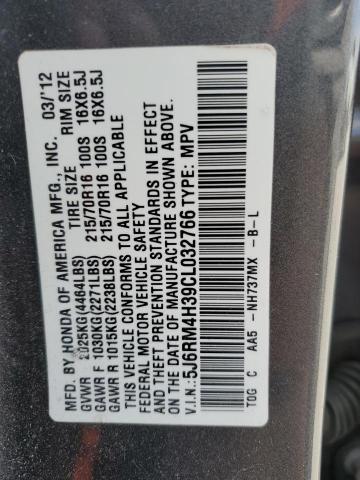 MFG. BY HONDA OF AMERICA MFG., INC. 03/'12
TIRE SIZE RIM SIZE
GVWR 2025KG(4464LBS)
GAWR F 1030KG(2271LBS) 215/70R16 100S 16X6.5J
GAWR R 1015KG(2238LBS) 215/70R16 100S 16X6.5J
THIS VEHICLE CONFORMS TO ALL APPLICABLE
FEDERAL MOTOR VEHICLE SAFETY
AND THEFT PREVENTION STANDARDS IN EFFECT
ON THE DATE OF MANUFACTURE SHOWN ABOVE.
V.I.N.: 5J6RM4H39CL032766 TYPE: MPV
TOG C AA5 -NH737MX -B-L